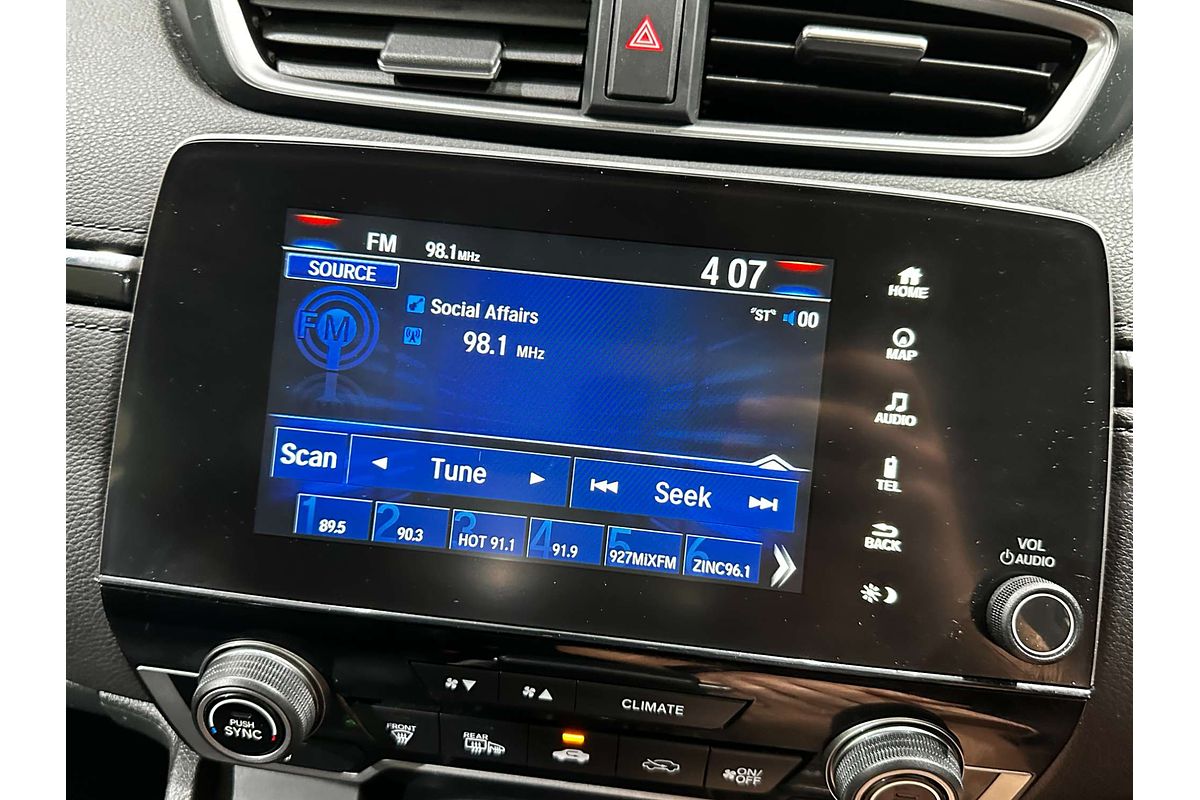 FM 98.1 MHz 4 07
SOURCE
FM
Social Affairs
"ST" 00
98.1 MHz
Scan Tune Seek
1 89.5
2 90.3
3 HOT 91.1
4 91.9
5 927MiXFM
6 ZINC96.1
HOME
MAP
AUDIO
TEL
BACK
VOL
AUDIO
PUSH
SYNC
CLIMATE
FRONT
REAR
ON/
OFF